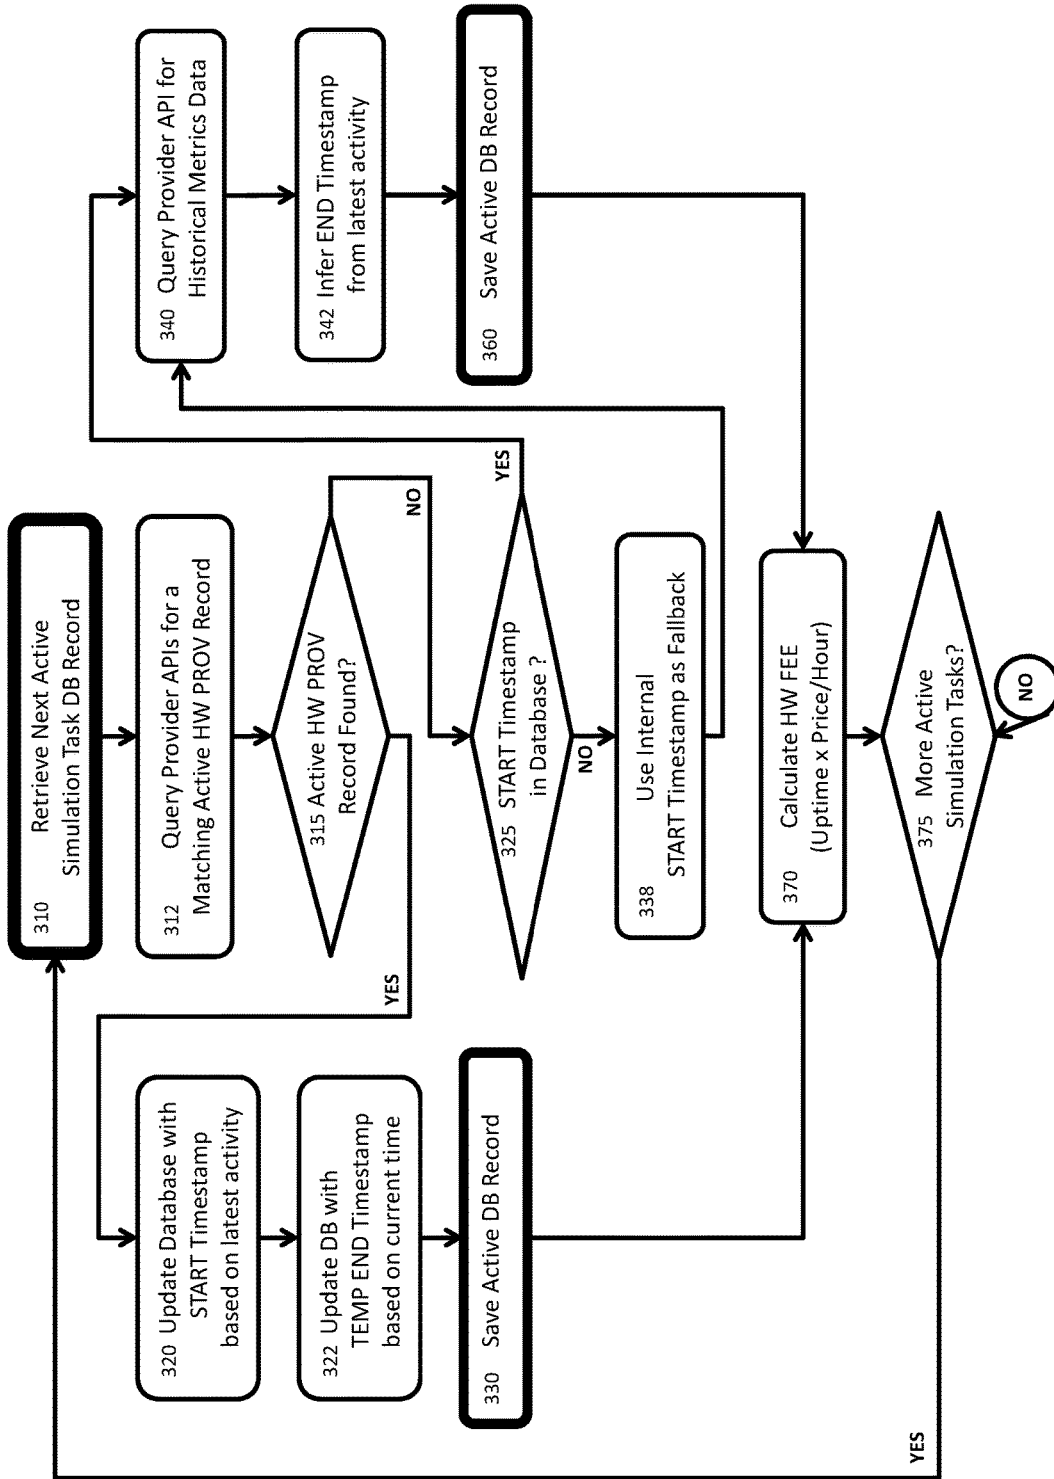 310 Retrieve Next Active
Simulation Task DB Record
312 Query Provider APIs for a
Matching Active HW PROV Record
315 Active HW PROV
Record Found?
YES
NO
320 Update Database with
START Timestamp
based on latest activity
322 Update DB with
TEMP END Timestamp
based on current time
330 Save Active DB Record
325 START Timestamp
in Database ?
YES
NO
338 Use Internal
START Timestamp as Fallback
340 Query Provider API for
Historical Metrics Data
342 Infer END Timestamp
from latest activity
360 Save Active DB Record
370 Calculate HW FEE
(Uptime x Price/Hour)
375 More Active
Simulation Tasks?
YES
NO